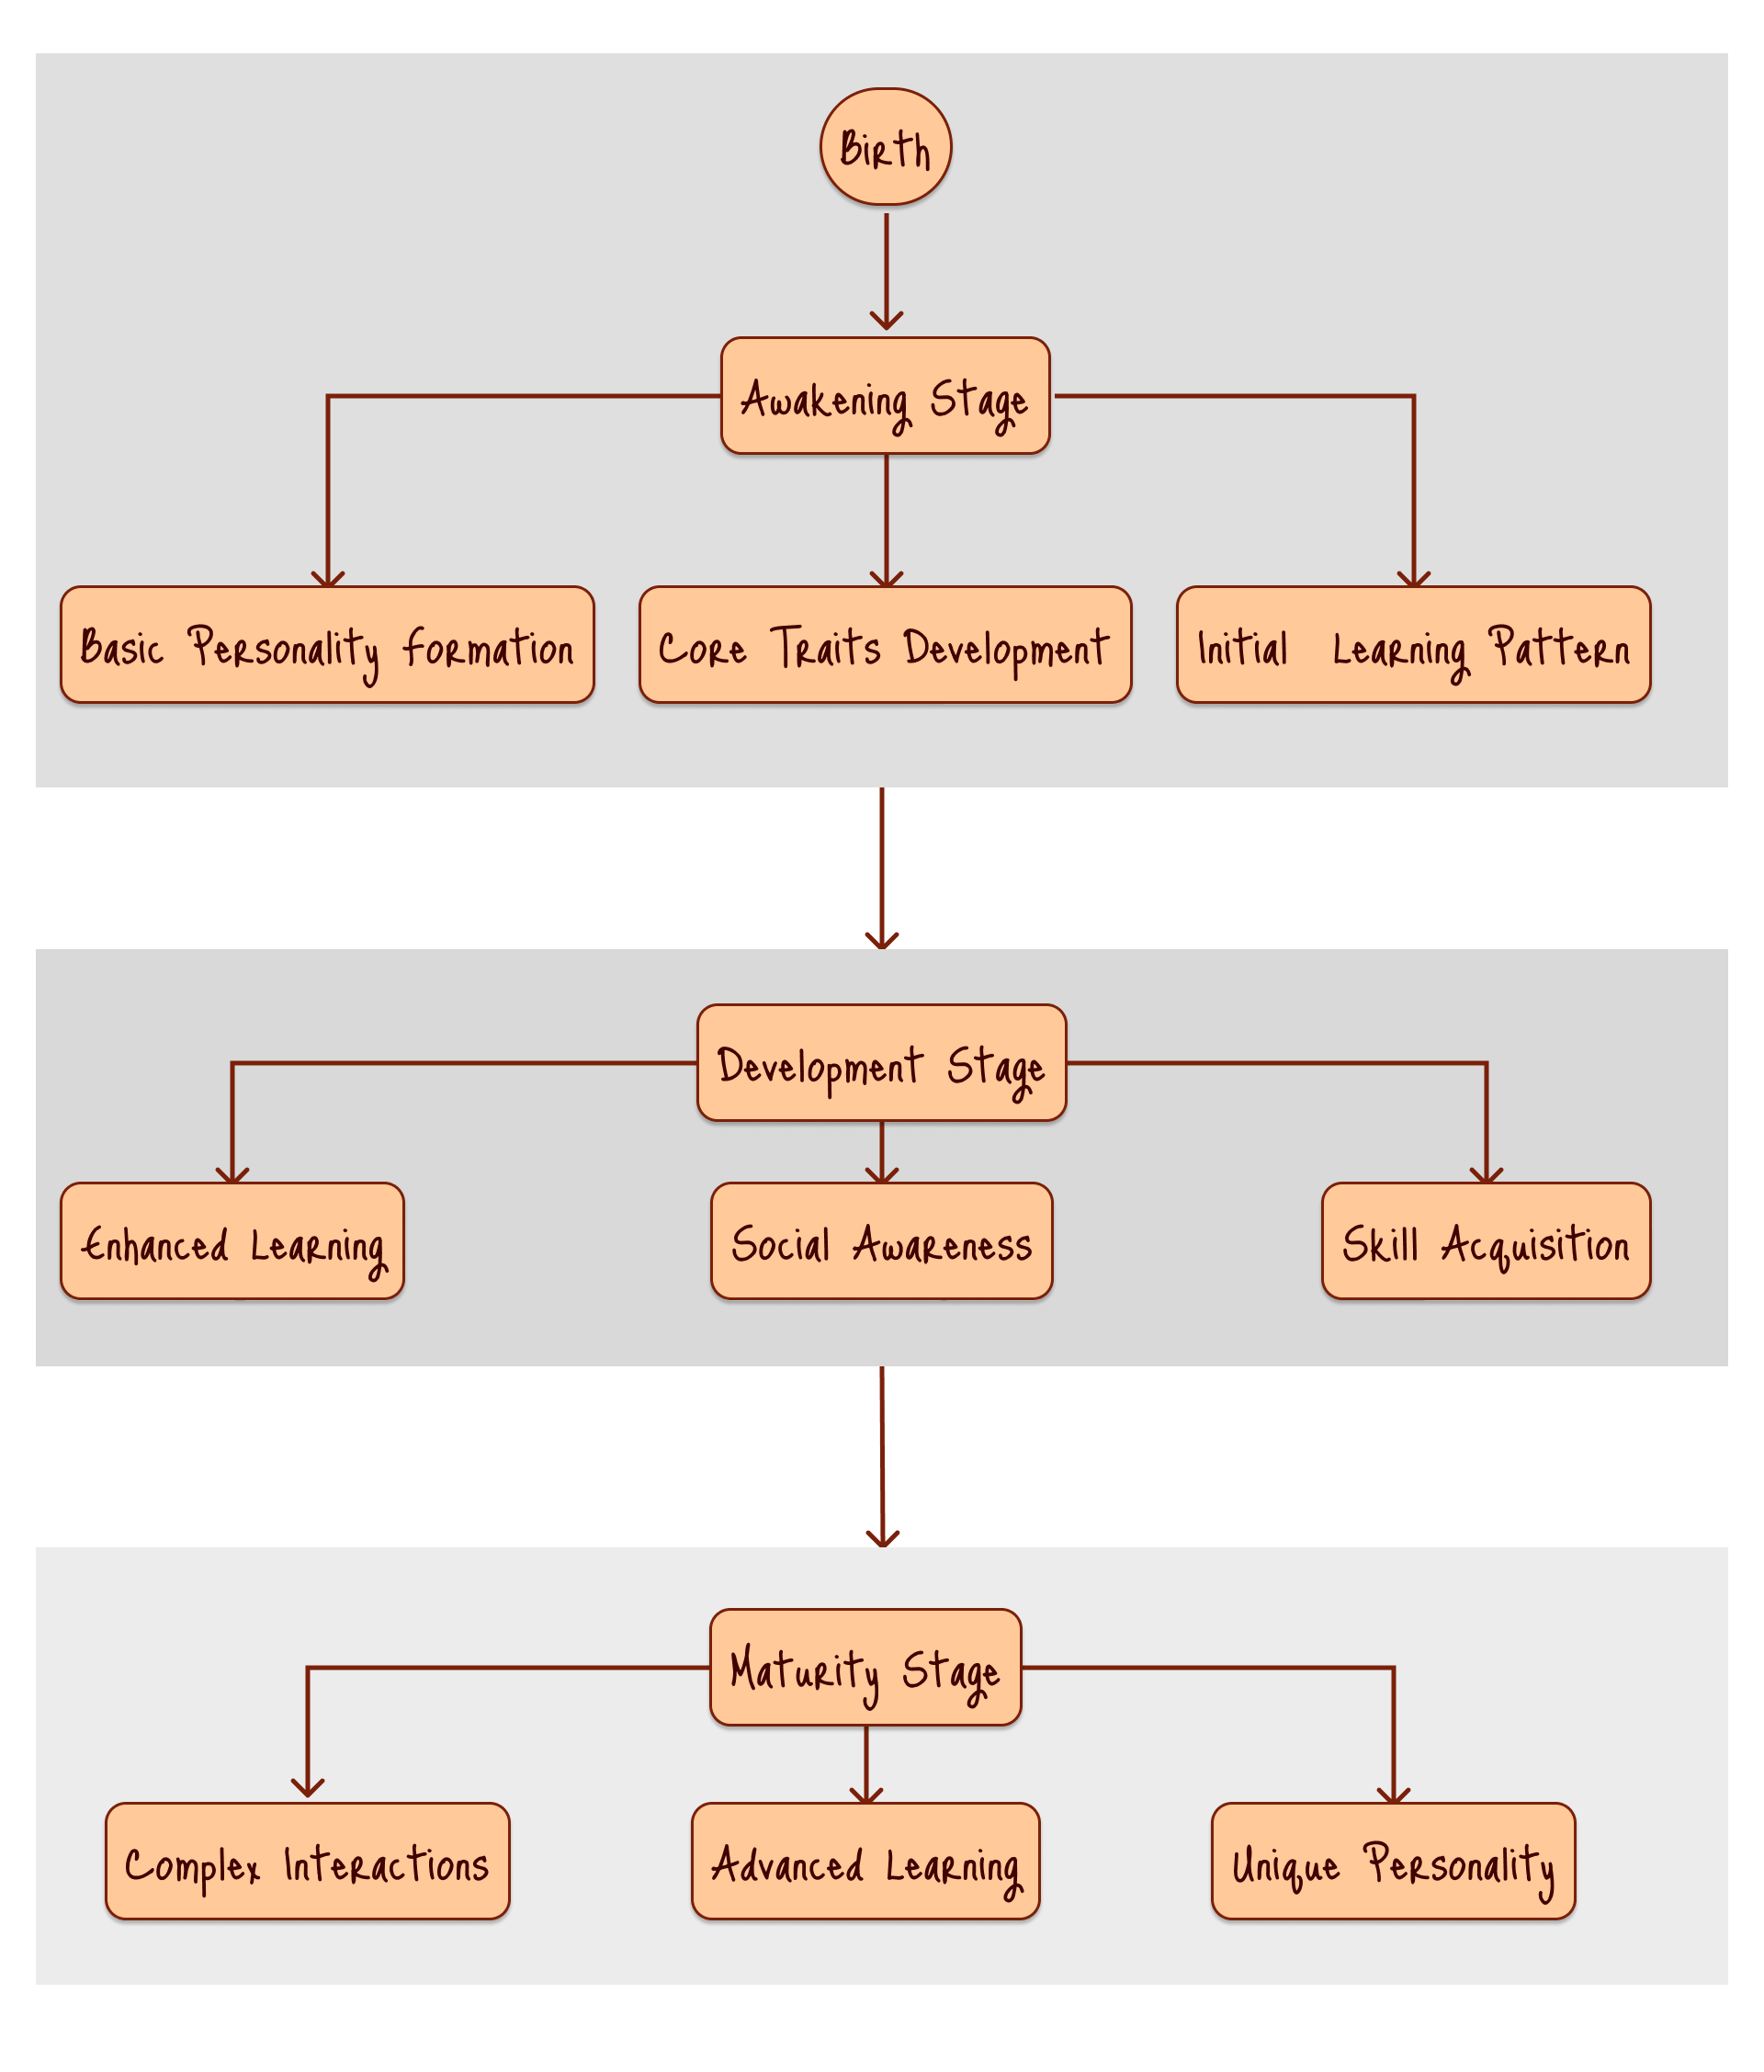 Birth
Awakening Stage
Basic Personality Formation
Core Traits Development
Initial Learning Pattern
Development Stage
Enhanced Learning
Social Awareness
Skill Acquisition
Maturity Stage
Complex Interactions
Advanced Learning
Unique Personality